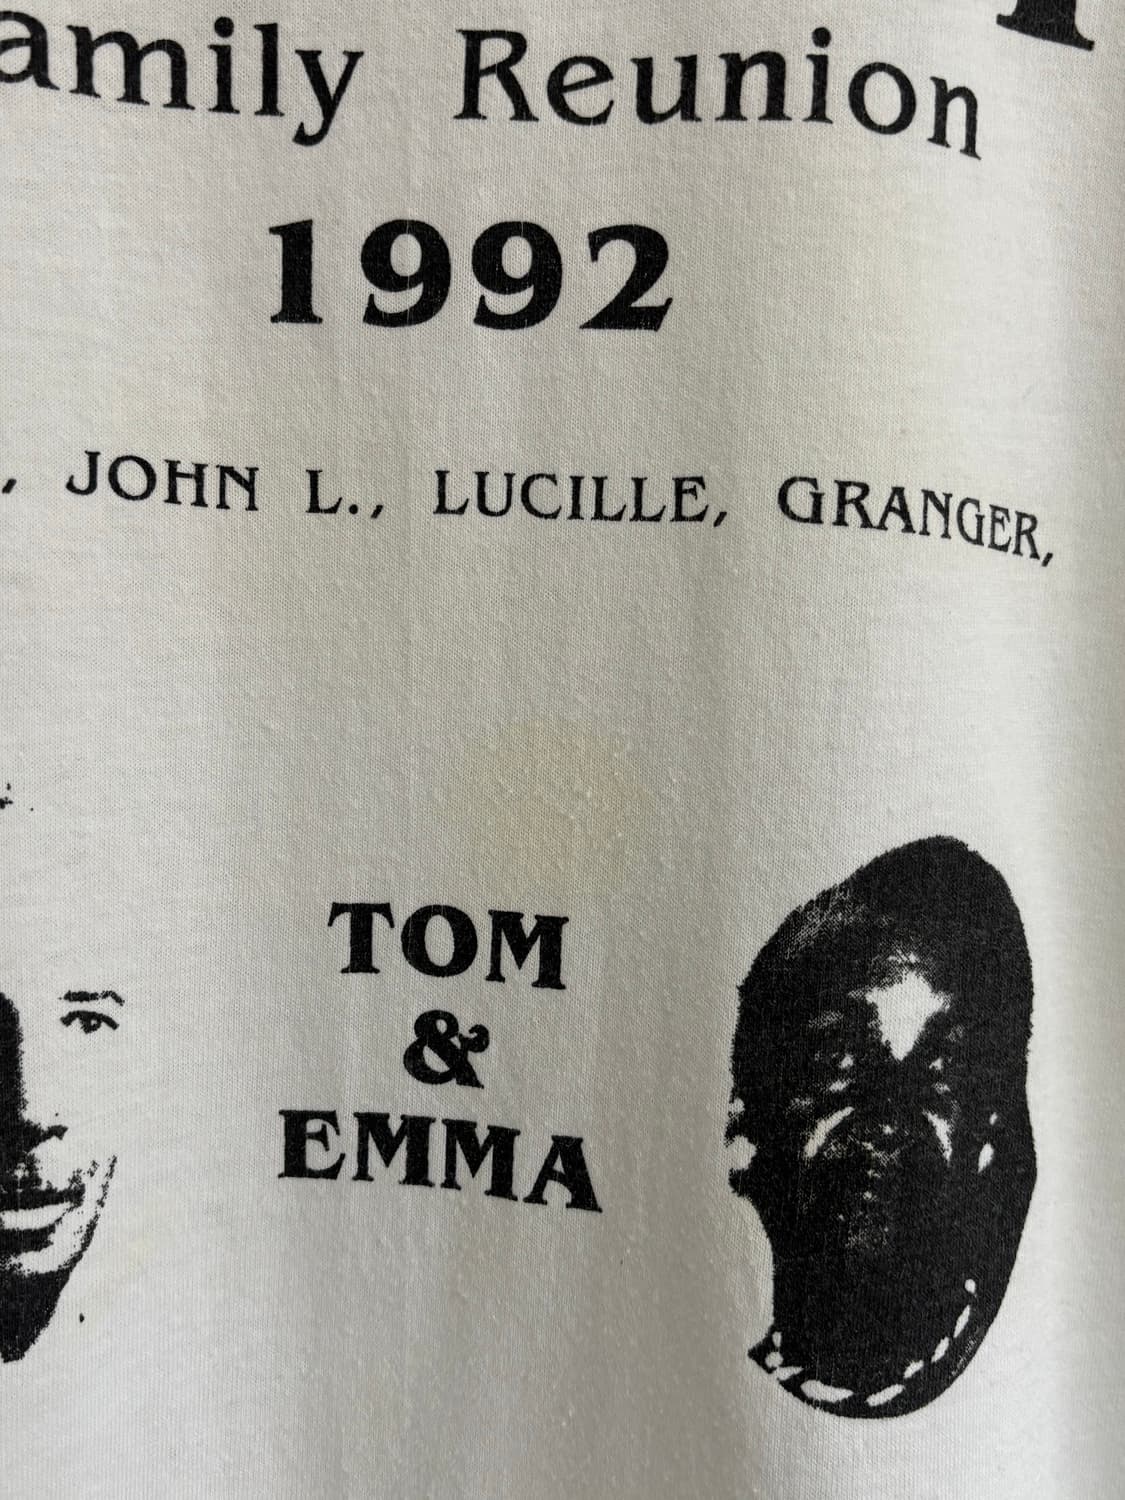 amily Reunion
1992
, JOHN L., LUCILLE, GRANGER,
TOM
&
EMMA